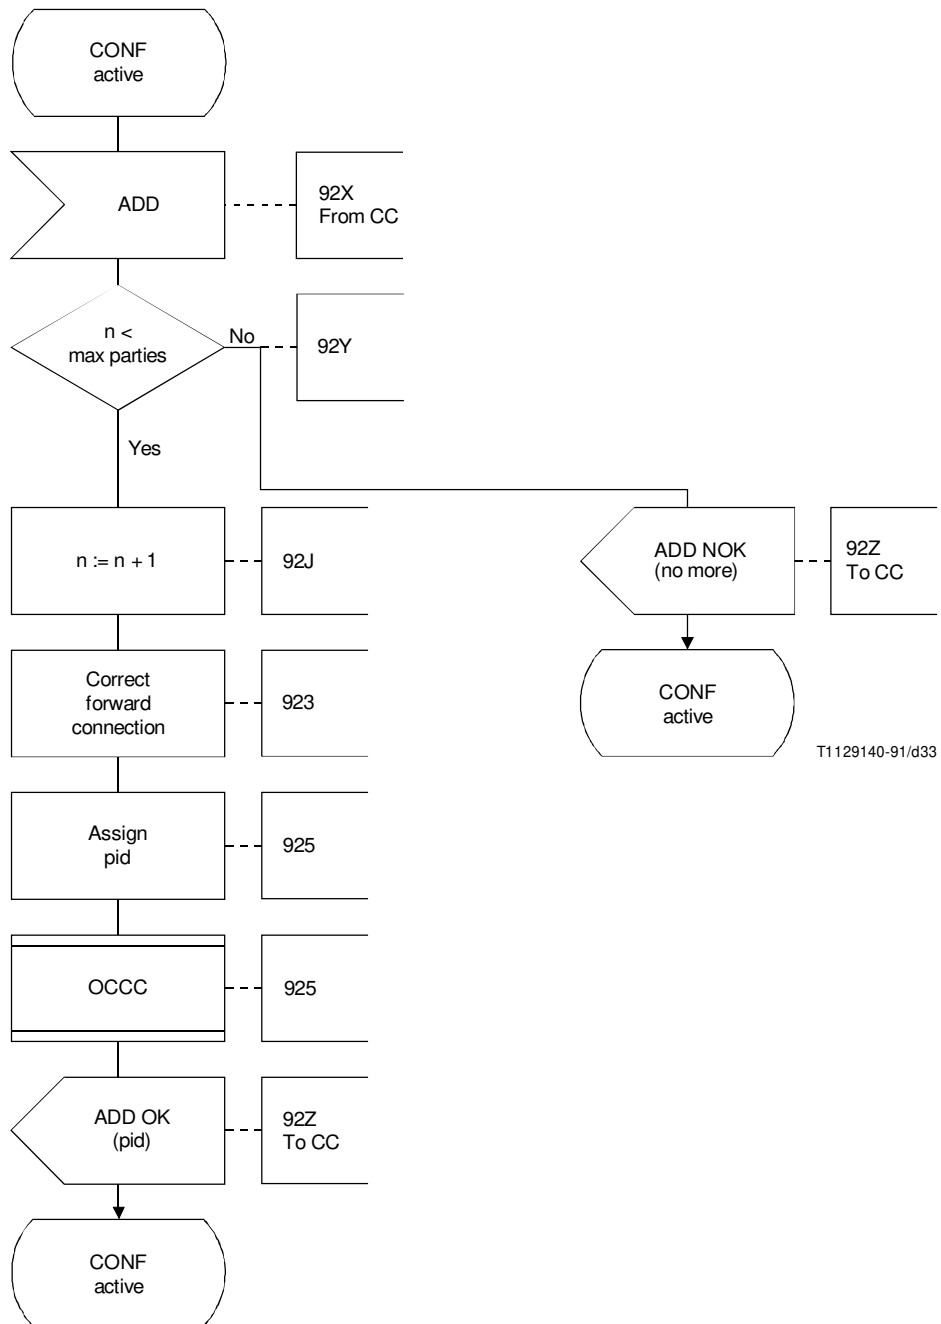 CONF
active
ADD
92X
From CC
n <
max parties
No
92Y
Yes
n := n + 1
92J
ADD NOK
(no more)
92Z
To CC
Correct
forward
connection
923
CONF
active
T1129140-91/d33
Assign
pid
925
OCCC
925
ADD OK
(pid)
92Z
To CC
CONF
active